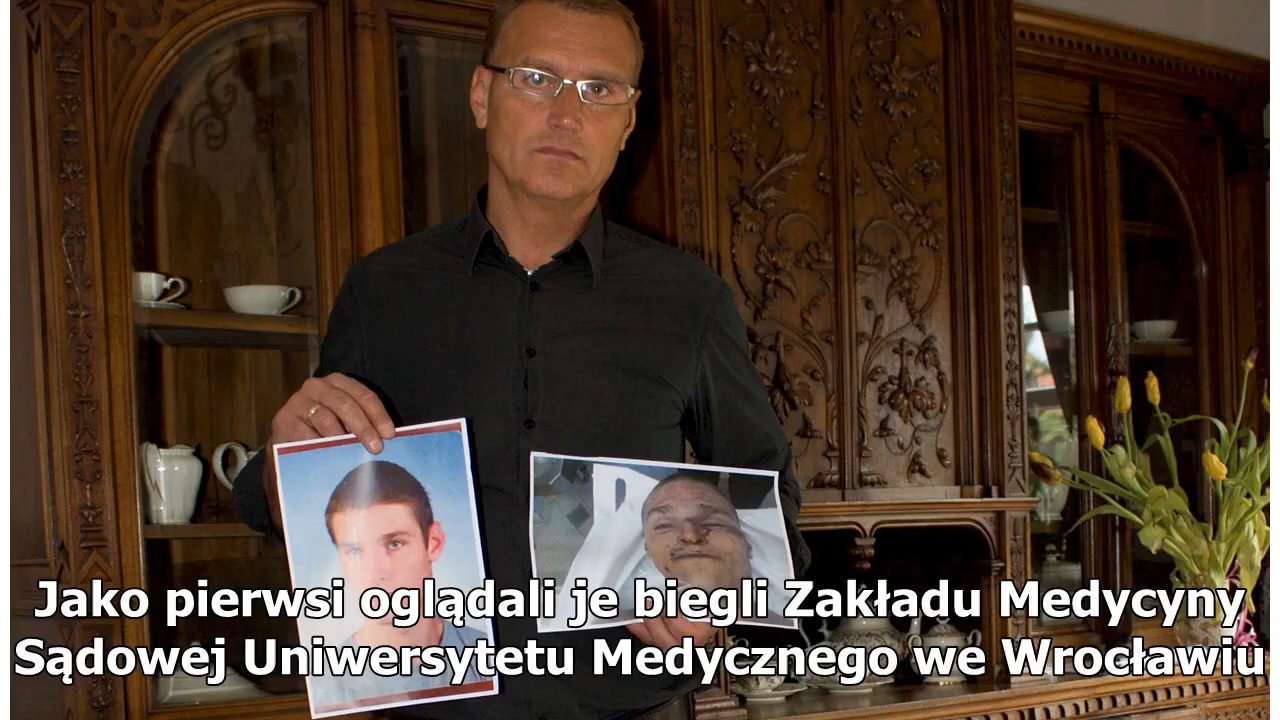 Jako pierwsi oglądali je biegli Zakładu Medycyny
Sądowej Uniwersytetu Medycznego we Wrocławiu